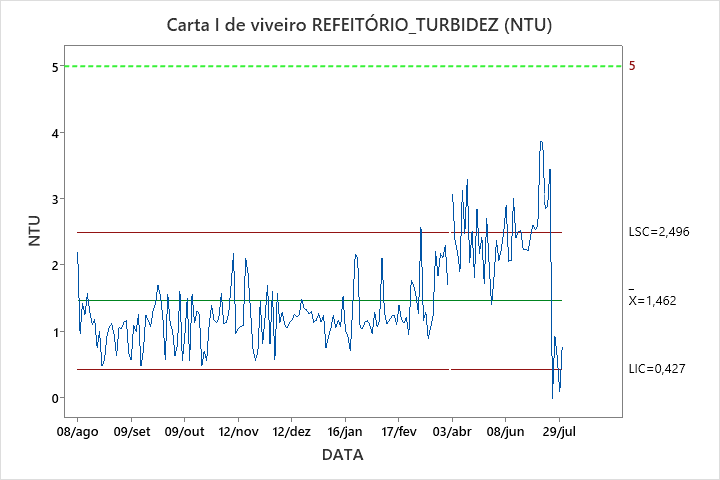 Carta I de viveiro REFEITÓRIO_TURBIDEZ (NTU)
5
5
4
3
LSC=2,496
NTU
2
_
X=1,462
1
LIC=0,427
0
08/ago 09/set 09/out 12/nov 12/dez 16/jan 17/fev 03/abr 08/jun 29/jul
DATA